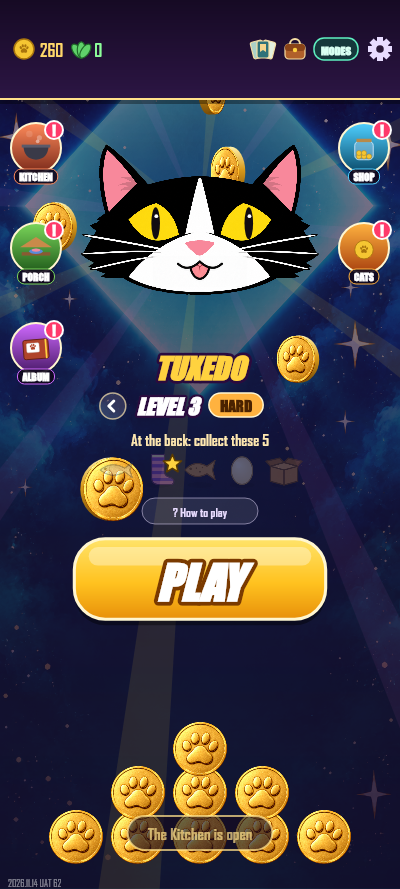 260
0
MODES
KITCHEN
SHOP
PORCH
CATS
ALBUM
TUXEDO
LEVEL 3
HARD
At the back: collect these 5
? How to play
PLAY
The Kitchen is open
2026.11.14 UAT 62